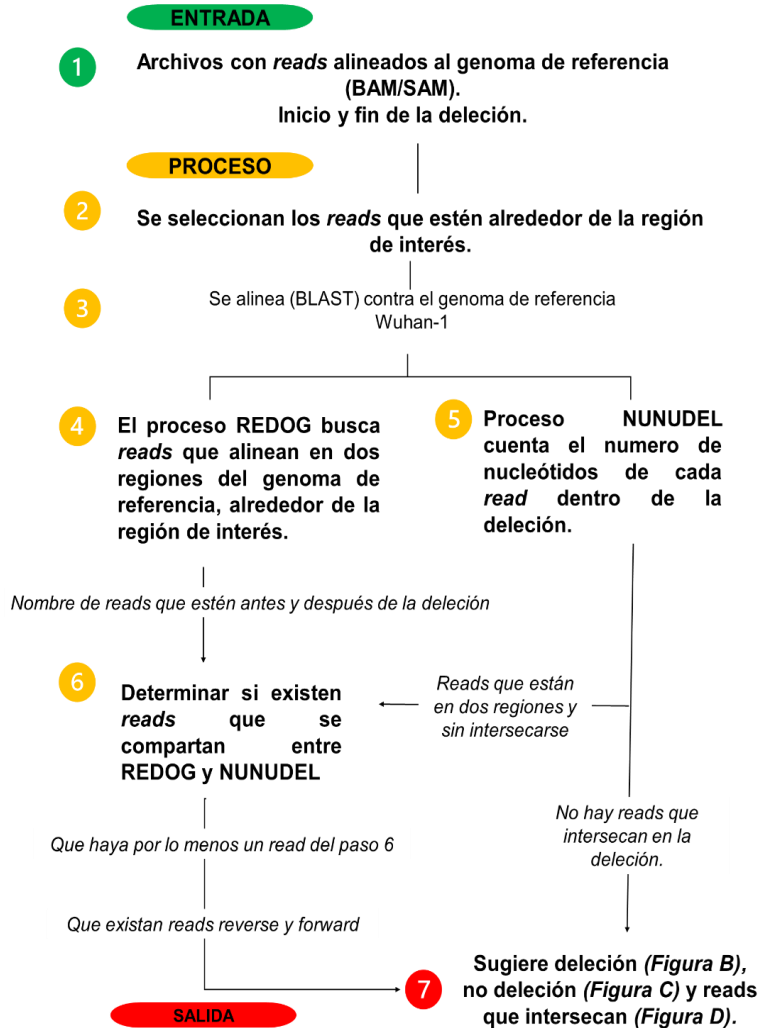 ENTRADA
1
Archivos con reads alineados al genoma de referencia
(BAM/SAM).
Inicio y fin de la deleción.
PROCESO
2
Se seleccionan los reads que estén alrededor de la región
de interés.
3
Se alinea (BLAST) contra el genoma de referencia
Wuhan-1
4
El proceso REDOG busca
reads que alinean en dos
regiones del genoma de
referencia, alrededor de la
región de interés.
5
Proceso NUNUDEL
cuenta el numero de
nucleótidos de cada
read dentro de la
deleción.
Nombre de reads que estén antes y después de la deleción
6
Determinar si existen
reads que se
compartan entre
REDOG y NUNUDEL
Reads que están
en dos regiones y
sin intersecarse
Que haya por lo menos un read del paso 6
No hay reads que
intersecan en la
deleción.
Que existan reads reverse y forward
7
Sugiere deleción (Figura B),
no deleción (Figura C) y reads
que intersecan (Figura D).
SALIDA